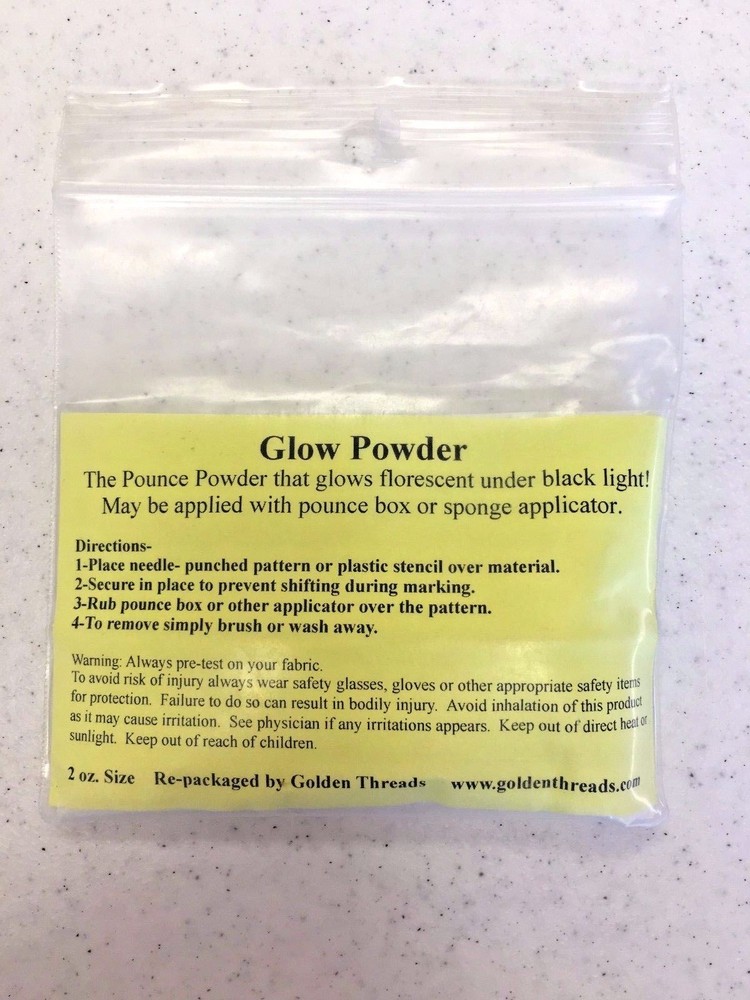 Glow Powder
The Pounce Powder that glows florescent under black light!
May be applied with pounce box or sponge applicator.
Directions-
1-Place needle- punched pattern or plastic stencil over material.
2-Secure in place to prevent shifting during marking.
3-Rub pounce box or other applicator over the pattern.
4-To remove simply brush or wash away.
Warning: Always pre-test on your fabric.
To avoid risk of injury always wear safety glasses, gloves or other appropriate safety items
for protection. Failure to do so can result in bodily injury. Avoid inhalation of this product
as it may cause irritation. See physician if any irritations appears. Keep out of direct heat or
sunlight. Keep out of reach of children.
2 oz. Size Re-packaged by Golden Threads www.goldenthreads.com